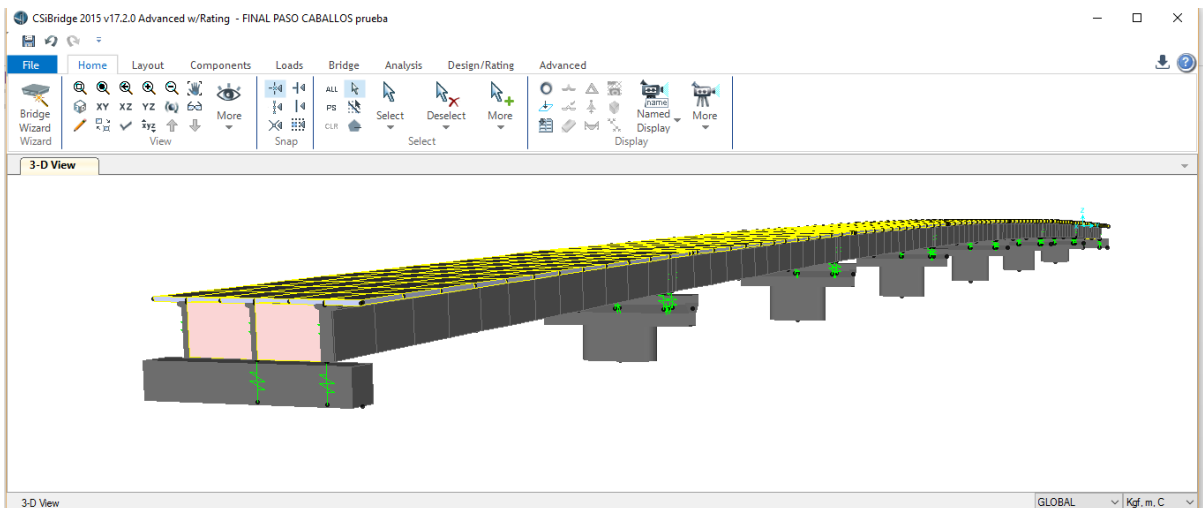 CSiBridge 2015 v17.2.0 Advanced w/Rating - FINAL PASO CABALLOS prueba
File Home Layout Components Loads Bridge Analysis Design/Rating Advanced
Bridge Wizard
Wizard
XY XZ YZ
xyz
More
View
Snap
ALL
PS
CLR
Select
Deselect
More
Select
name
Named Display
More
Display
3-D View
3-D View
GLOBAL
Kgf, m, C